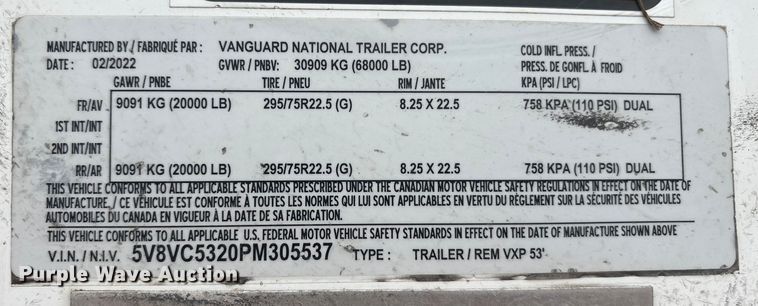 MANUFACTURED BY / FABRIQUÉ PAR : VANGUARD NATIONAL TRAILER CORP. COLD INFL. PRESS. /
DATE : 02/2022 GVWR / PNBV: 30909 KG (68000 LB) PRESS. DE GONFL. À FROID
GAWR / PNBE TIRE / PNEU RIM / JANTE KPA (PSI / LPC)
FR/AV 9091 KG (20000 LB) 295/75R22.5 (G) 8.25 X 22.5 758 KPA (110 PSI) DUAL
1ST INT/INT
2ND INT/INT
RR/AR 9091 KG (20000 LB) 295/75R22.5 (G) 8.25 X 22.5 758 KPA (110 PSI) DUAL
THIS VEHICLE CONFORMS TO ALL APPLICABLE STANDARDS PRESCRIBED UNDER THE CANADIAN MOTOR VEHICLE SAFETY REGULATIONS IN EFFECT ON THE DATE OF
MANUFACTURE. / CE VÉHICULE EST CONFORME À TOUTES LES NORMES QUI LUI SONT APPLICABLES EN VERTU DU RÈGLEMENT SUR LA SÉCURITÉ DES VÉHICULES
AUTOMOBILES DU CANADA EN VIGUEUR À LA DATE DE SA FABRICATION.
THIS VEHICLE CONFORMS TO ALL APPLICABLE U.S. FEDERAL MOTOR VEHICLE SAFETY STANDARDS IN EFFECT ON THE DATE OF MANUFACTURE SHOWN ABOVE
V.I.N. / N.I.V. 5V8VC5320PM305537 TYPE : TRAILER / REM VXP 53'
Purple Wave Auction